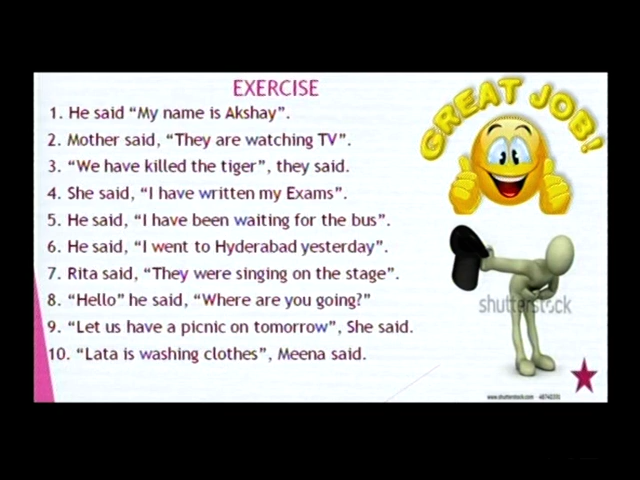 EXERCISE
1. He said “My name is Akshay”.
2. Mother said, “They are watching TV”.
3. “We have killed the tiger”, they said.
4. She said, “I have written my Exams”.
5. He said, “I have been waiting for the bus”.
6. He said, “I went to Hyderabad yesterday”.
7. Rita said, “They were singing on the stage”.
8. “Hello” he said, “Where are you going?”
9. “Let us have a picnic on tomorrow”, She said.
10. “Lata is washing clothes”, Meena said.
GREAT JOB!
shutterstock
www.shutterstock.com